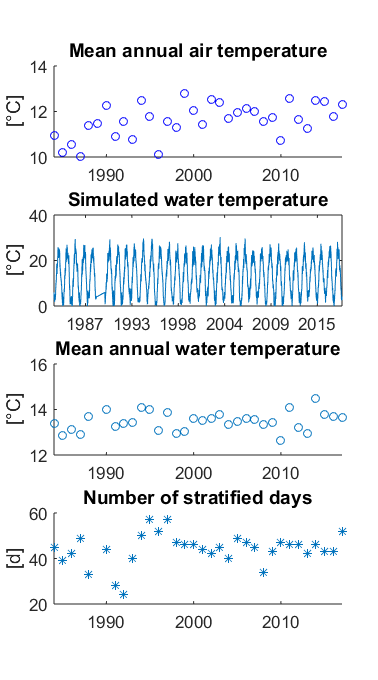 Mean annual air temperature
14
12
10
[°C]
1990 2000 2010
Simulated water temperature
40
20
0
[°C]
1987 1993 1998 2004 2009 2015
Mean annual water temperature
16
14
12
[°C]
1990 2000 2010
Number of stratified days
60
40
20
[d]
1990 2000 2010